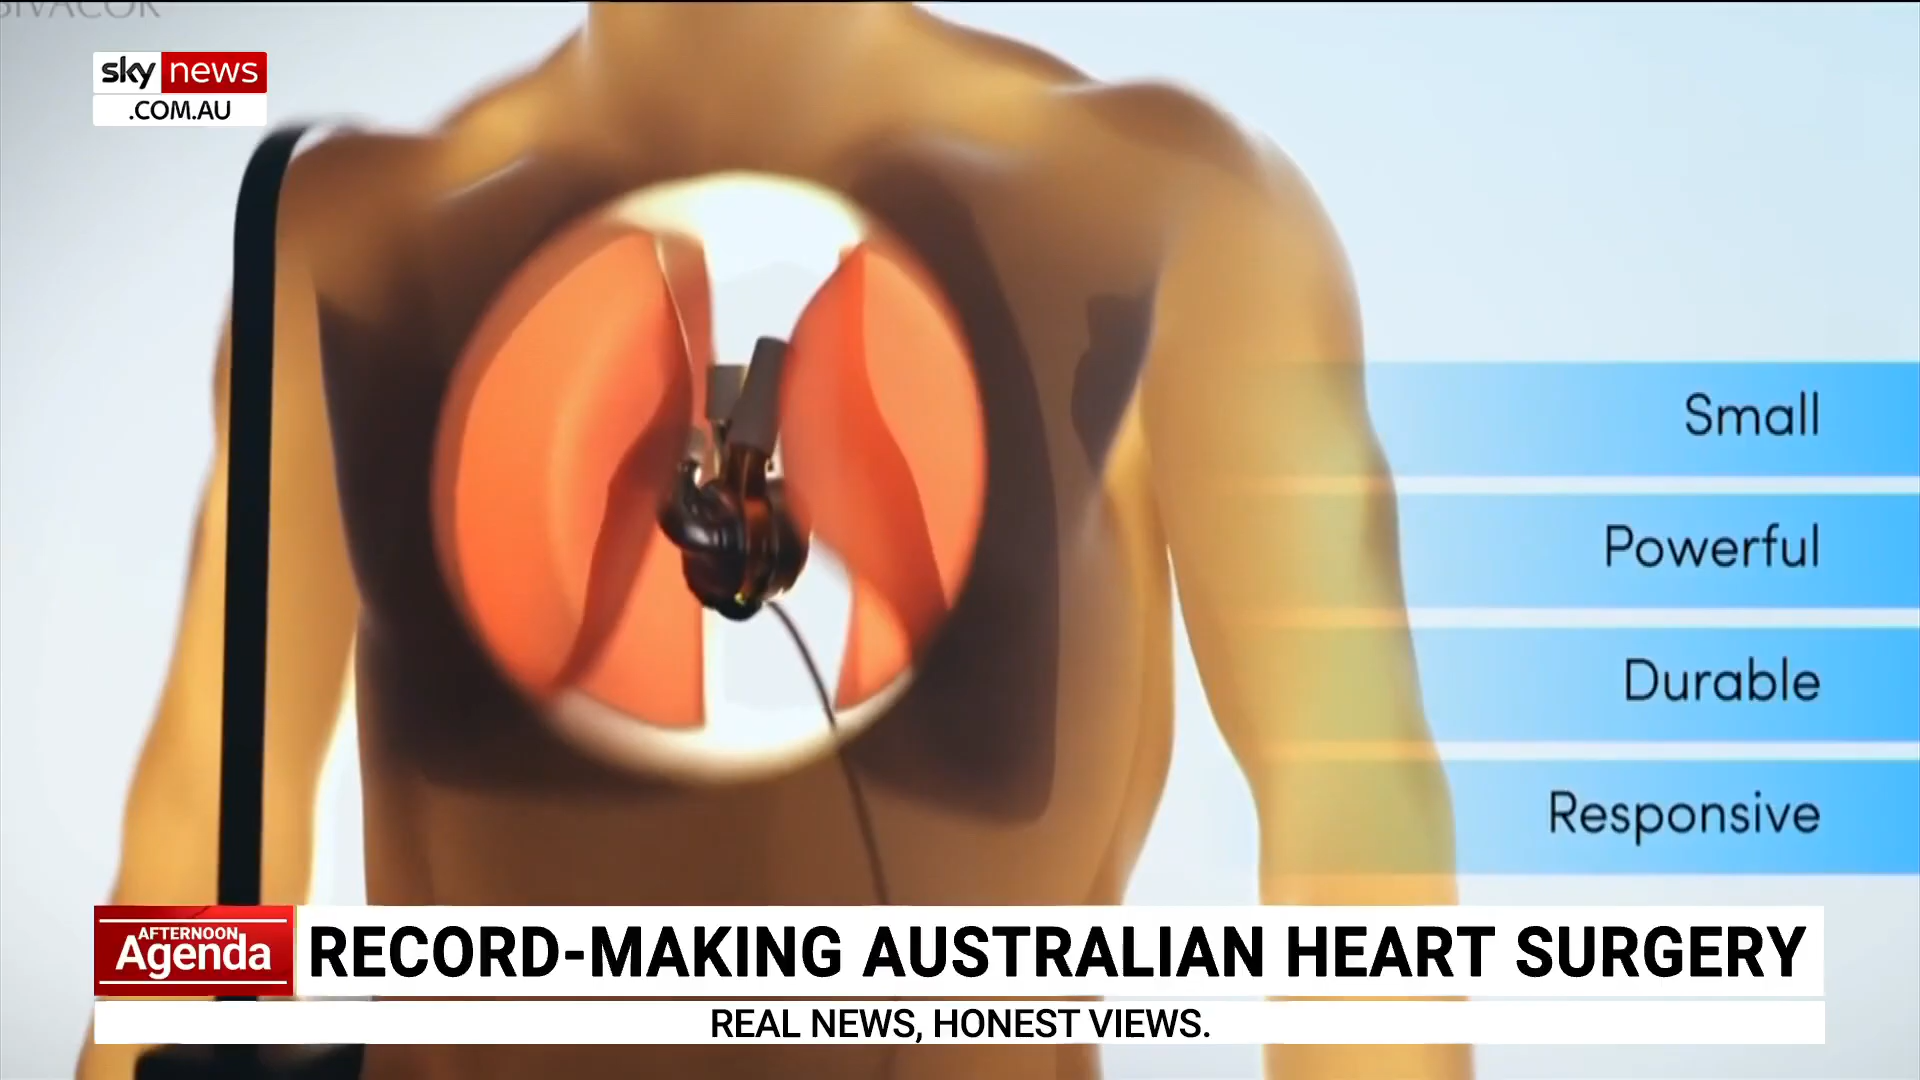 BIVACOR
sky news
.COM.AU
Small
Powerful
Durable
Responsive
AFTERNOON
Agenda
RECORD-MAKING AUSTRALIAN HEART SURGERY
REAL NEWS, HONEST VIEWS.